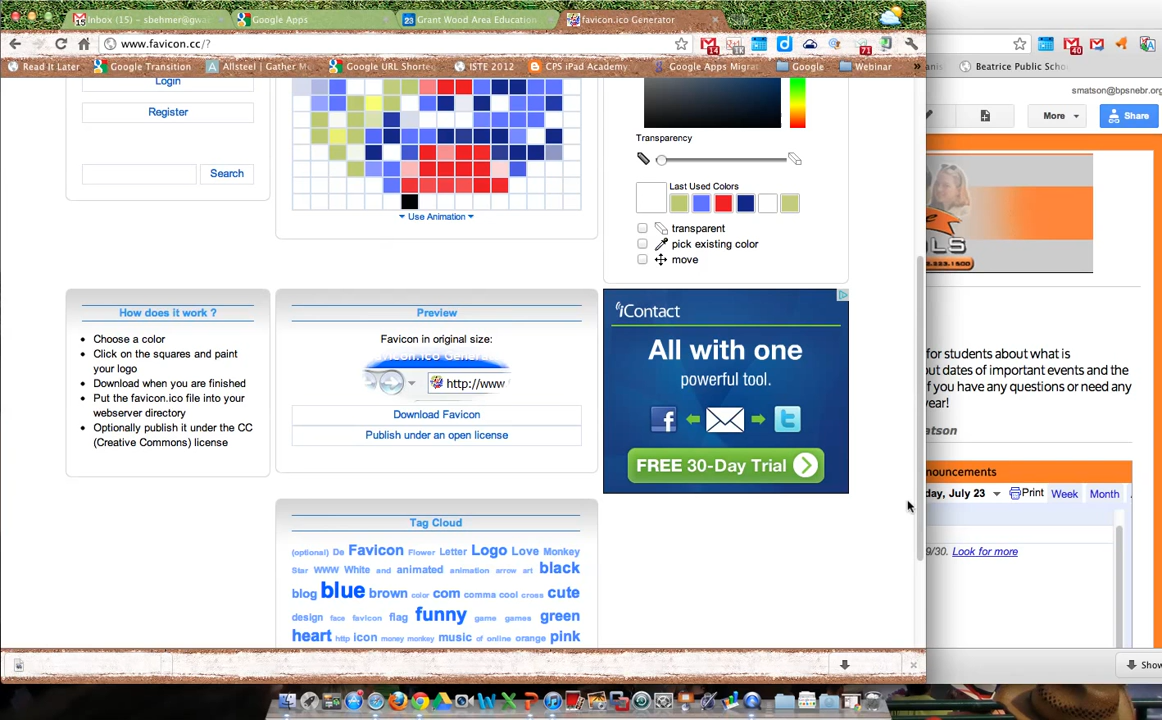 Inbox (15) – sbehmer@gwa
Google Apps
Grant Wood Area Education
favicon.ico Generator
www.favicon.cc/?
Read It Later
Google Transition
Allsteel | Gather M
Google URL Shorte
ISTE 2012
CPS iPad Academy
Google Apps Migrat
Google
Webinar
»
Beatrice Public Scho
smatson@bpsnebr.org
More
Share
Login
Register
Search
Use Animation
Transparency
Last Used Colors
transparent
pick existing color
move
LS
.223.1500
How does it work ?
Choose a color
Click on the squares and paint
your logo
Download when you are finished
Put the favicon.ico file into your
webserver directory
Optionally publish it under the CC
(Creative Commons) license
Preview
Favicon in original size:
http://www
Download Favicon
Publish under an open license
iContact
All with one
powerful tool.
FREE 30-Day Trial
for students about what is
out dates of important events and the
if you have any questions or need any
year!
atson
nouncements
day, July 23
Print
Week
Month
9/30. Look for more
Tag Cloud
(optional) De Favicon Flower Letter Logo Love Monkey
Star WWW White and animated animation arrow art black
blog blue brown color com comma cool cross cute
design face favicon flag funny game games green
heart http icon money monkey music of online orange pink
Show